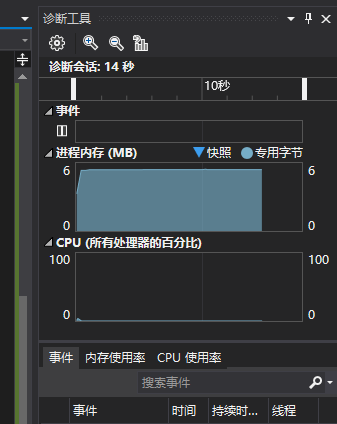 诊断工具
诊断会话: 14 秒
10秒
事件
进程内存 (MB) 快照 专用字节
6 6
0 0
CPU (所有处理器的百分比)
100 100
0 0
事件 内存使用率 CPU 使用率
搜索事件
事件 时间 持续时... 线程